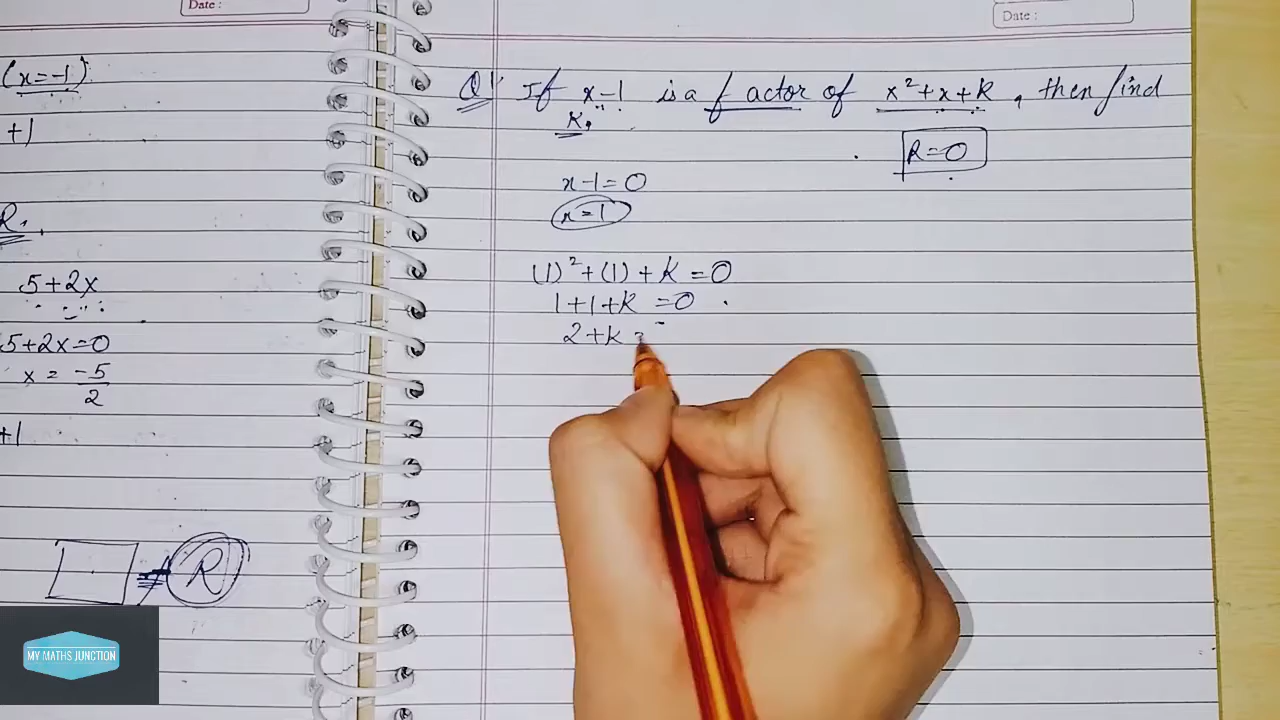 Date :
(x=-1)
+1
R.
5+2x
5+2x=0
x = -5/2
+1
R
Date :
Q1 If x-1 is a factor of x²+x+k, then find
k.
R=0
x-1=0
x=1
(1)²+(1)+k=0
1+1+k=0
2+k =
MY MATHS JUNCTION